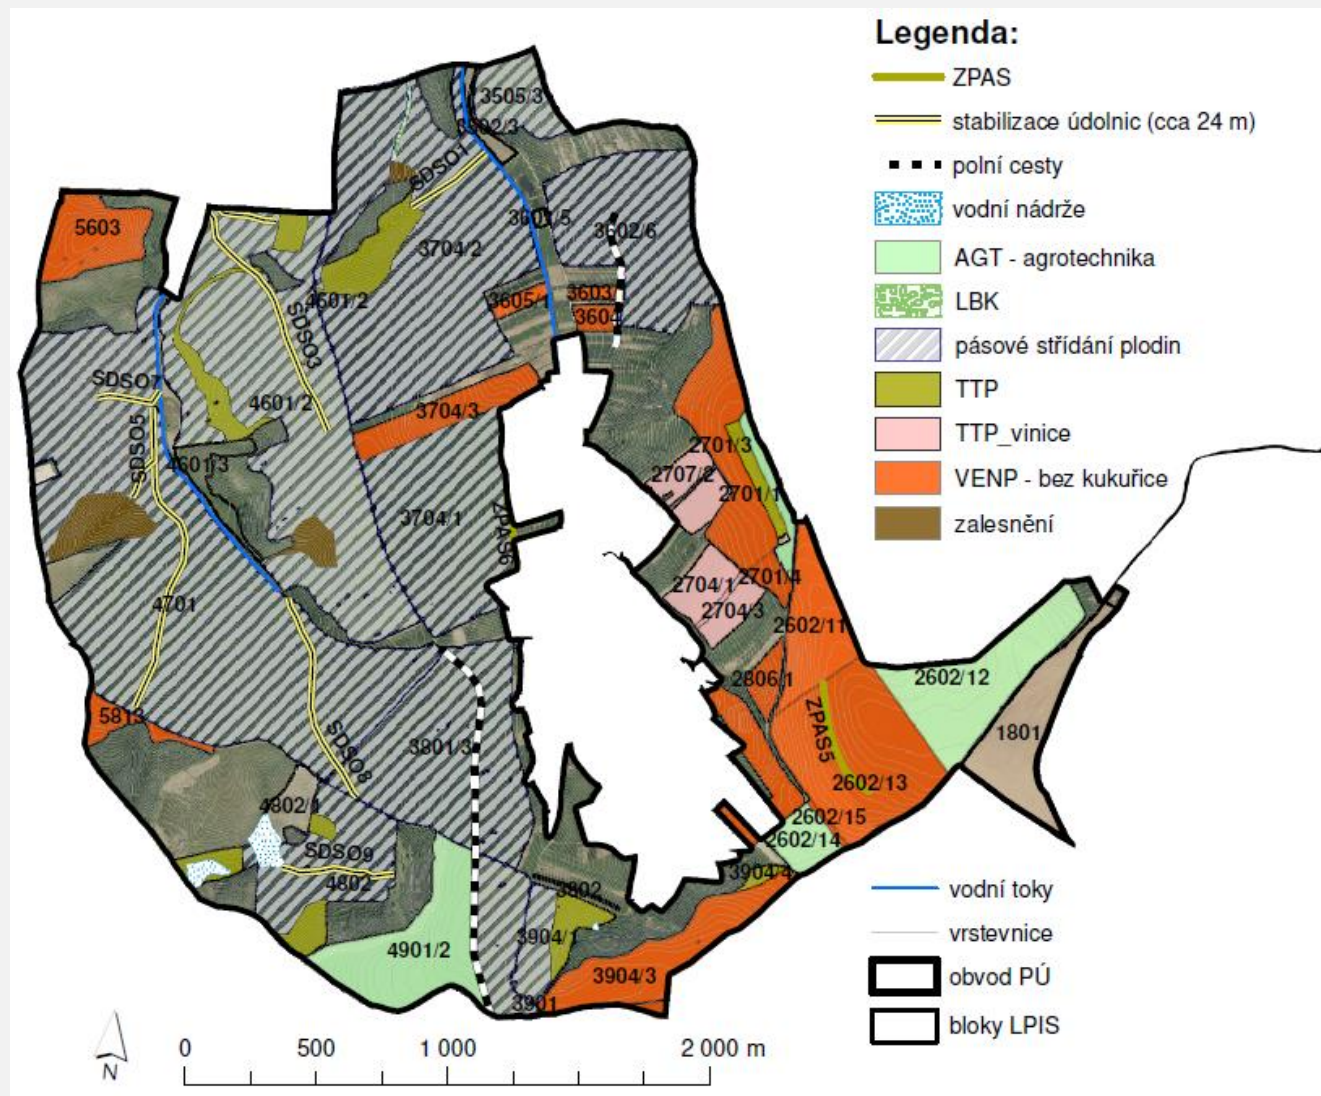 Legenda:
ZPAS
stabilizace údolnic (cca 24 m)
polní cesty
vodní nádrže
AGT - agrotechnika
LBK
pásové střídání plodin
TTP
TTP_vinice
VENP - bez kukuřice
zalesnění
vodní toky
vrstevnice
obvod PÚ
bloky LPIS
3505/3
3502/3
SDSO1
5603
3602/6
3704/2
4601/2
3605/1
3603
3604
SDSO3
SDSO7
4601/2
3704/3
SDSO5
4601/3
2701/3
2707/2
2701/1
3704/1
ZPAS6
4701
2704/1
2701/4
2704/3
2602/11
2806/1
2602/12
5813
SDSO8
3801/3
ZPAS5
1801
2602/13
4802/1
2602/15
2602/14
SDSO9
4802
3802
3904/4
4901/2
3904/1
3904/3
3901
N
0 500 1 000 2 000 m